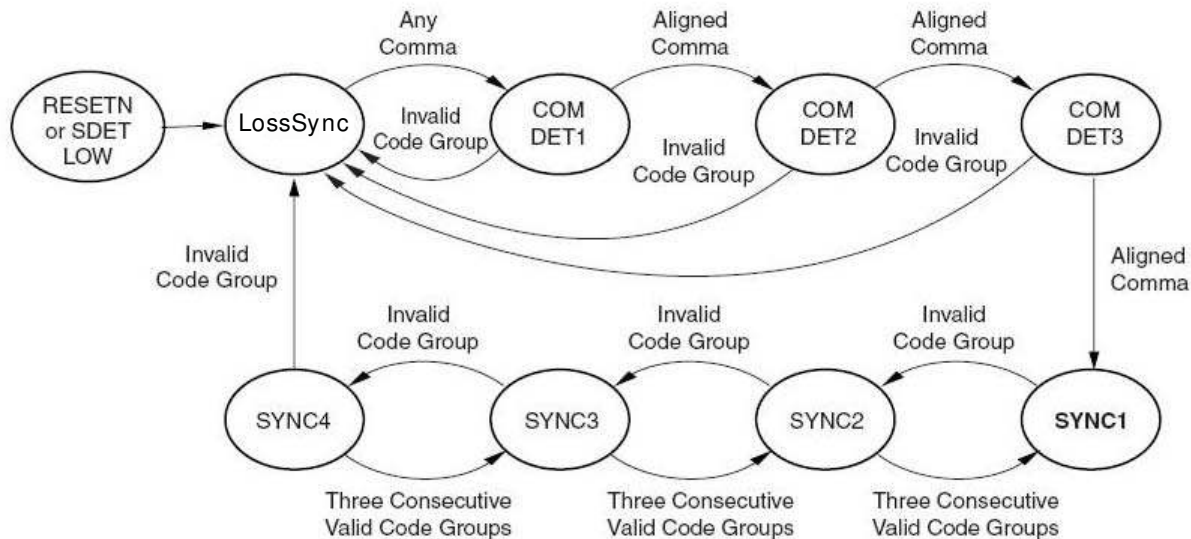 Any
Comma
Aligned
Comma
Aligned
Comma
RESETN
or SDET
LOW
LossSync
Invalid
Code Group
COM
DET1
Invalid
Code Group
COM
DET2
Invalid
Code Group
COM
DET3
Invalid
Code Group
Aligned
Comma
Invalid
Code Group
Invalid
Code Group
Invalid
Code Group
SYNC4
SYNC3
SYNC2
SYNC1
Three Consecutive
Valid Code Groups
Three Consecutive
Valid Code Groups
Three Consecutive
Valid Code Groups